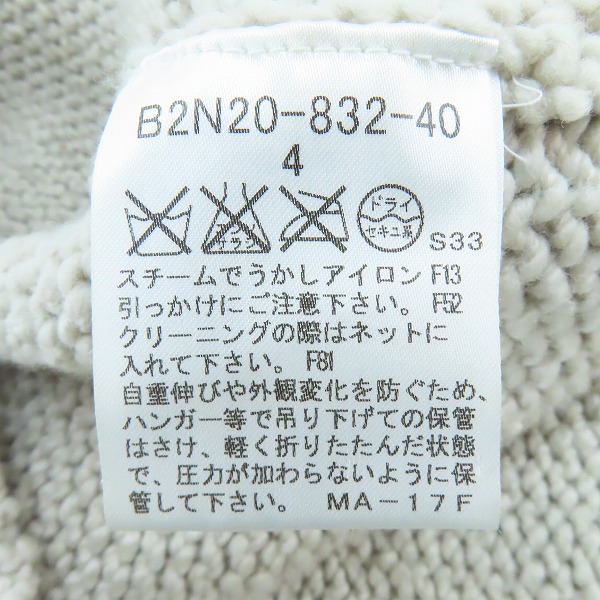 B2N20-832-40
4
エンソ サラシ
ドライ
セキユ系
S33
スチームでうかしアイロン F13
引っかけにご注意下さい。 F52
クリーニングの際はネットに
入れて下さい。 F81
自重伸びや外観変化を防ぐため、
ハンガー等で吊り下げての保管
はさけ、軽く折りたたんだ状態
で、圧力が加わらないように保
管して下さい。 MA-17F